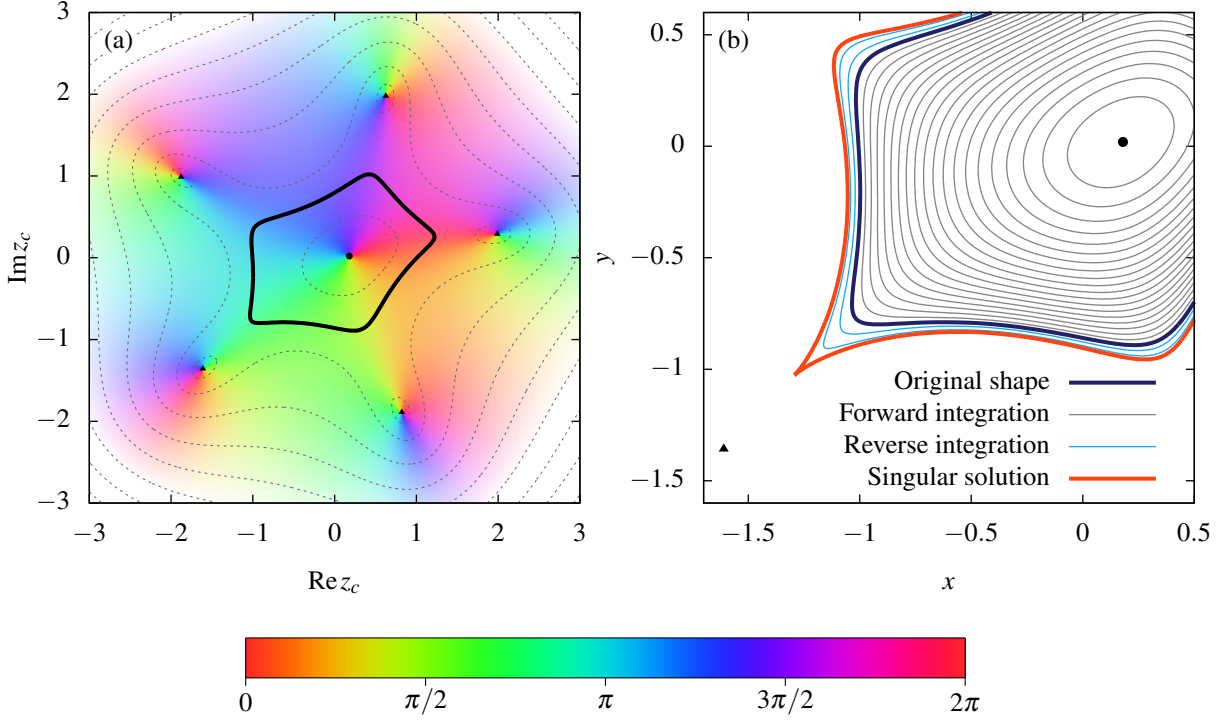 (a)
3
2
1
0
−1
−2
−3
Im z_c
−3 −2 −1 0 1 2 3
Re z_c
(b)
0.5
0
−0.5
−1
−1.5
y
Original shape
Forward integration
Reverse integration
Singular solution
−1.5 −1 −0.5 0 0.5
x
0 π/2 π 3π/2 2π